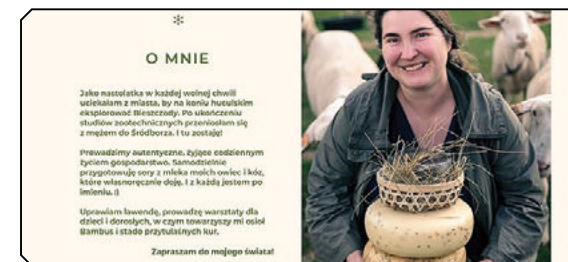 O MNIE
Jako nastolatka w każdej wolnej chwili
uciekałam z miasta, by na koniu huculskim
eksplorować Bieszczady. Po ukończeniu
studiów zootechnicznych przeniosłam się
z mężem do Śródborza. I tu zostaję!
Prowadzimy autentyczne, żyjące codziennym
życiem gospodarstwo. Samodzielnie
przygotowuję sery z mleka moich owiec i kóz,
które własnoręcznie doję. I z każdą jestem po
imieniu. :)
Uprawiam lawendę, prowadzę warsztaty dla
dzieci i dorosłych, w czym towarzyszy mi osioł
Bambus i stado przytulaśnych kur.
Zapraszam do mojego świata!